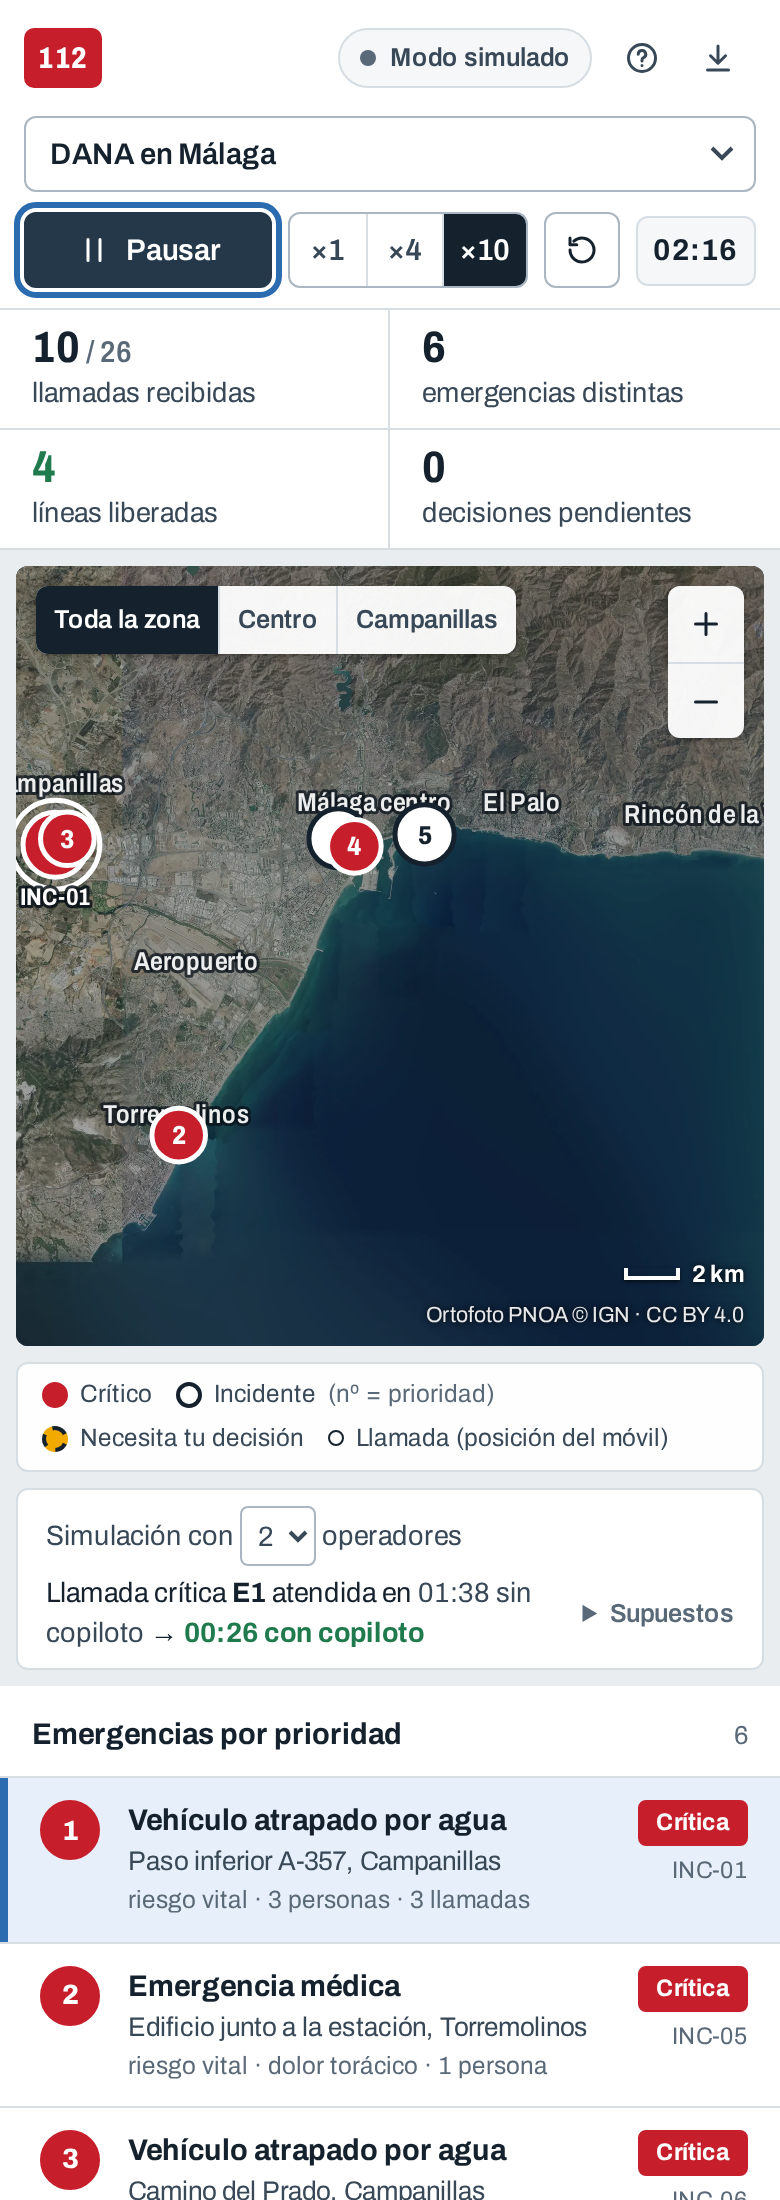 112
Modo simulado
DANA en Málaga
Pausar
×1 ×4 ×10
02:16
10 / 26
llamadas recibidas
6
emergencias distintas
4
líneas liberadas
0
decisiones pendientes
Toda la zona Centro Campanillas
+
−
mpanillas
Málaga centro
El Palo
Rincón de la
3
4
5
INC-01
Aeropuerto
Torremolinos
2
2 km
Ortofoto PNOA © IGN · CC BY 4.0
Crítico Incidente (nº = prioridad)
Necesita tu decisión Llamada (posición del móvil)
Simulación con 2 operadores
Llamada crítica E1 atendida en 01:38 sin
copiloto → 00:26 con copiloto
Supuestos
Emergencias por prioridad 6
1
Vehículo atrapado por agua
Crítica
Paso inferior A-357, Campanillas
INC-01
riesgo vital · 3 personas · 3 llamadas
2
Emergencia médica
Crítica
Edificio junto a la estación, Torremolinos
INC-05
riesgo vital · dolor torácico · 1 persona
3
Vehículo atrapado por agua
Crítica
Camino del Prado, Campanillas
INC-06